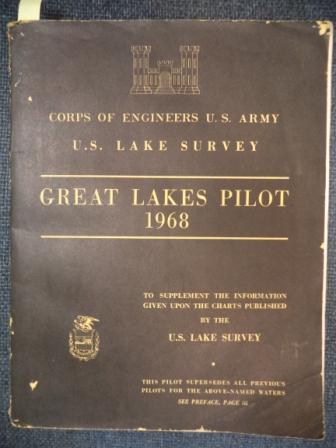 CORPS OF ENGINEERS U. S. ARMY
U. S. LAKE SURVEY
GREAT LAKES PILOT
1968
TO SUPPLEMENT THE INFORMATION
GIVEN UPON THE CHARTS PUBLISHED
BY THE
U.S. LAKE SURVEY
THIS PILOT SUPERSEDES ALL PREVIOUS
PILOTS FOR THE ABOVE-NAMED WATERS
SEE PREFACE, PAGE